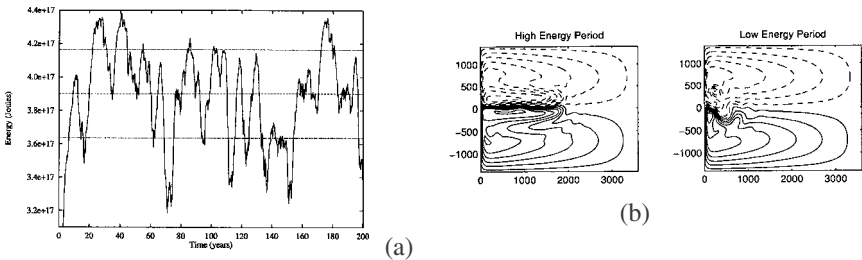 4.4e+17
4.2e+17
4.0e+17
3.8e+17
3.6e+17
3.4e+17
3.2e+17
Energy (Joules)
0 20 40 60 80 100 120 140 160 180 200
Time (years)
(a)
High Energy Period
1000
500
0
−500
−1000
0 1000 2000 3000
Low Energy Period
1000
500
0
−500
−1000
0 1000 2000 3000
(b)